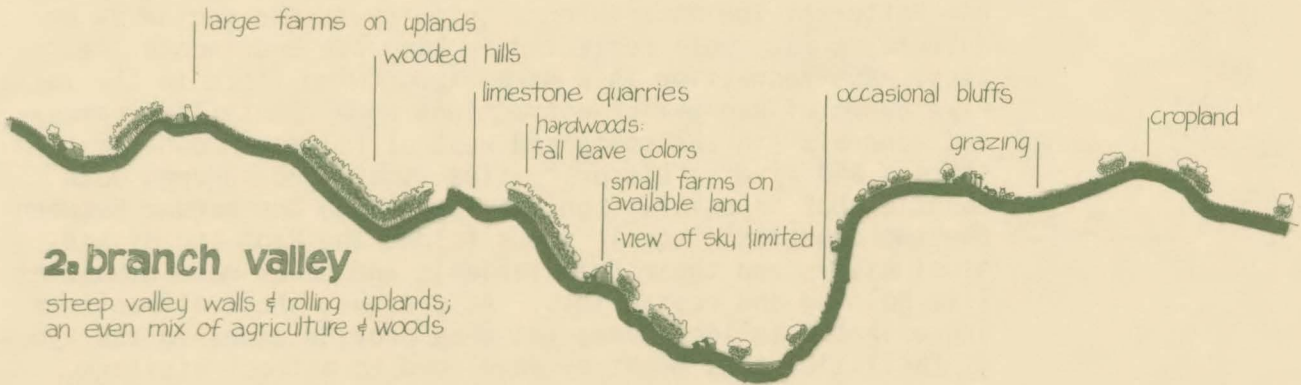 large farms on uplands
wooded hills
limestone quarries
hardwoods:
fall leave colors
small farms on
available land
·view of sky limited
occasional bluffs
grazing
cropland
2. branch valley
steep valley walls & rolling uplands;
an even mix of agriculture & woods